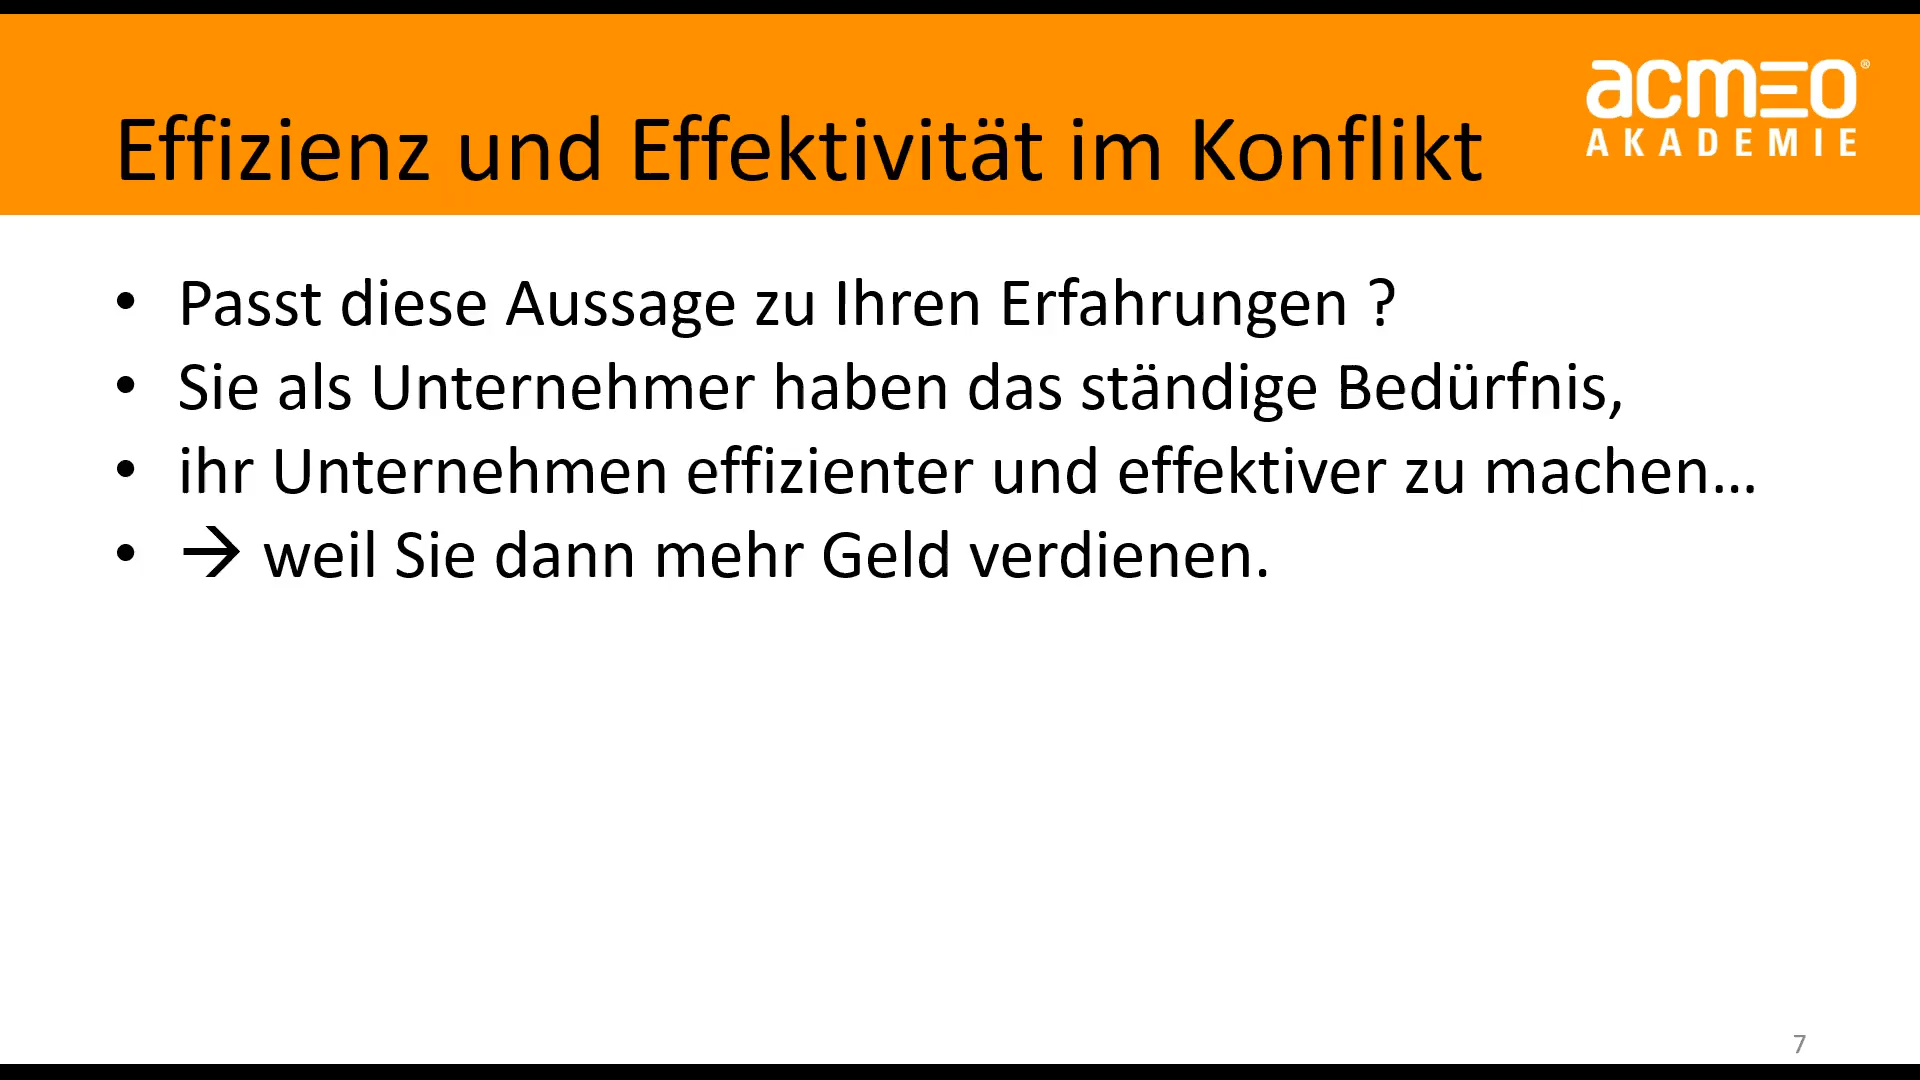 Effizienz und Effektivität im Konflikt
acmeo®
AKADEMIE
• Passt diese Aussage zu Ihren Erfahrungen ?
• Sie als Unternehmer haben das ständige Bedürfnis,
• ihr Unternehmen effizienter und effektiver zu machen…
• → weil Sie dann mehr Geld verdienen.
7